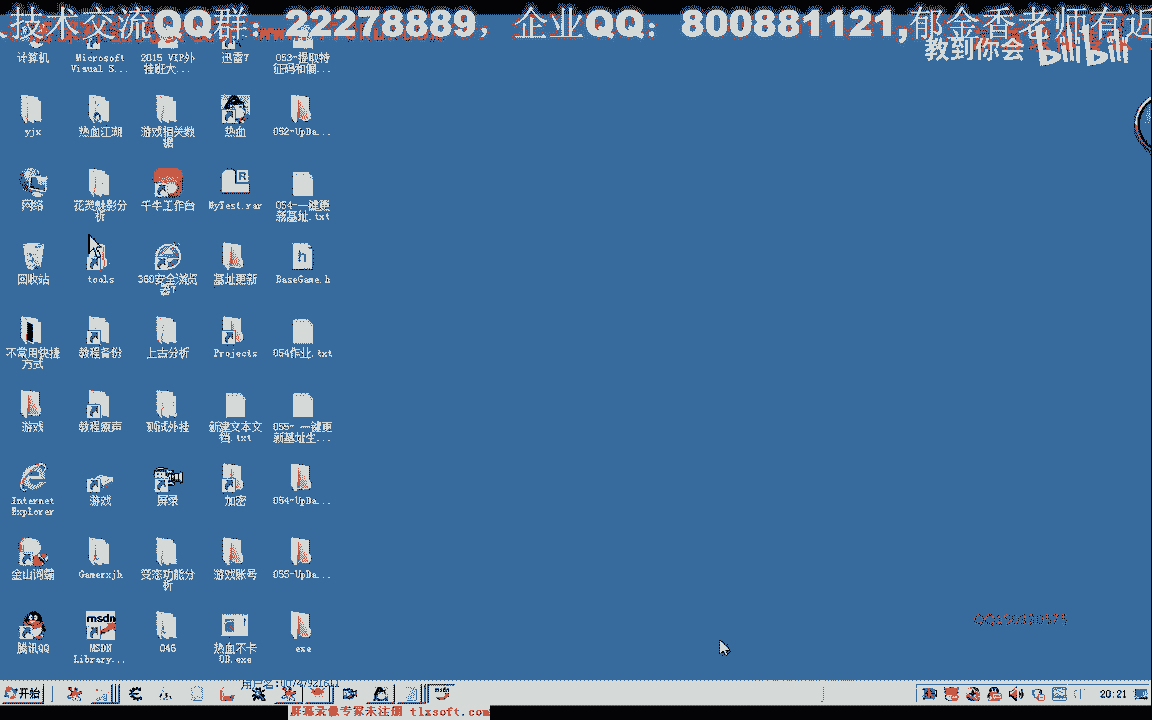 技术交流QQ群：22278889，企业QQ：800881121,郁金香老师有近
教到你会
bilibili
计算机
Microsoft Visual S...
2015 VIP外挂班大...
迅雷7
053-提取特征码和偏...
yjx
热血江湖
游戏相关数据
热血
052-UpDa...
网络
花灵魅影分析
千牛工作台
MyTest.rar
054-一键更新基址.txt
回收站
tools
360安全浏览器7
基址更新
BaseGame.h
不常用快捷方式
教程备份
上古分析
Projects
054作业.txt
游戏
教程原声
测试外挂
新建文本文档.txt
055-一键更新基址生...
Internet Explorer
游戏
屏录
加密
054-UpDa...
金山词霸
Gamerxjh
变态功能分析
游戏账号
055-UpDa...
腾讯QQ
MSDN Library...
046
热血不卡OB.exe
exe
开始
20:21
屏幕录像专家未注册 tlxsoft.com